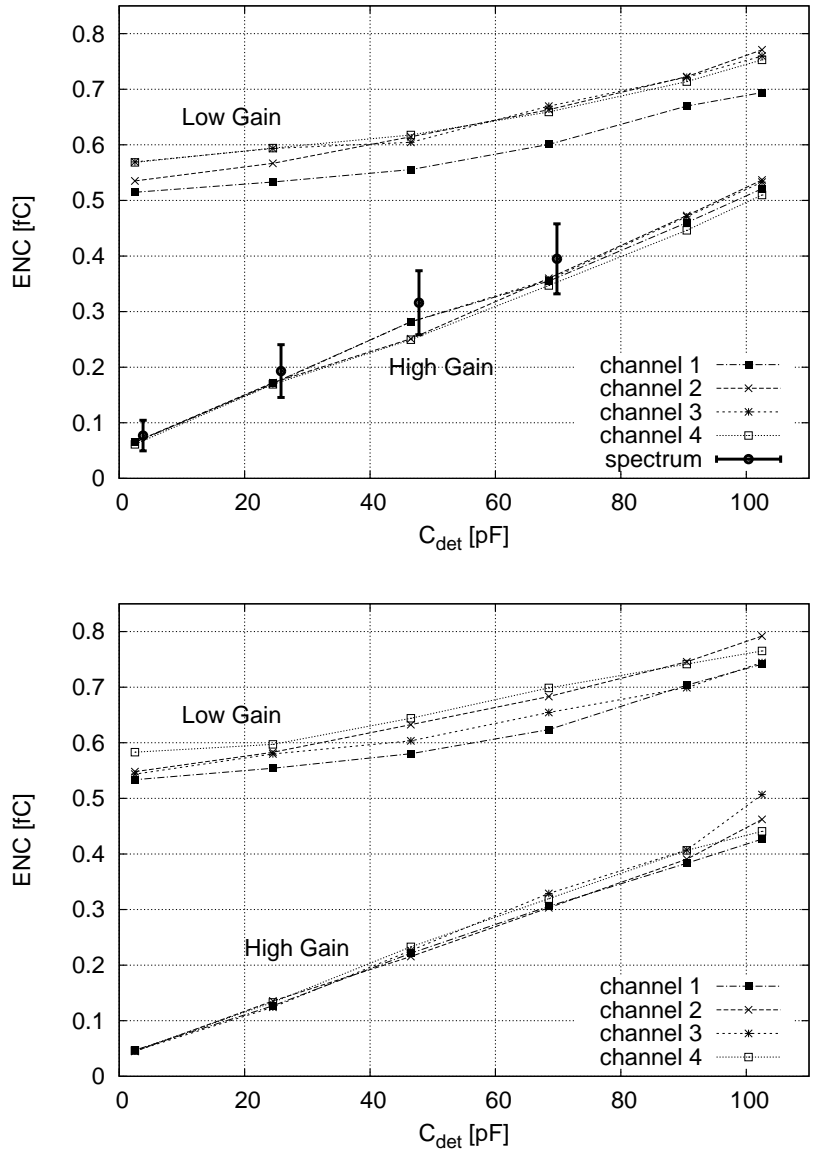 0.8
0.7
0.6
0.5
0.4
0.3
0.2
0.1
0
ENC [fC]
Low Gain
High Gain
channel 1
channel 2
channel 3
channel 4
spectrum
0 20 40 60 80 100
C_det [pF]
0.8
0.7
0.6
0.5
0.4
0.3
0.2
0.1
0
ENC [fC]
Low Gain
High Gain
channel 1
channel 2
channel 3
channel 4
0 20 40 60 80 100
C_det [pF]